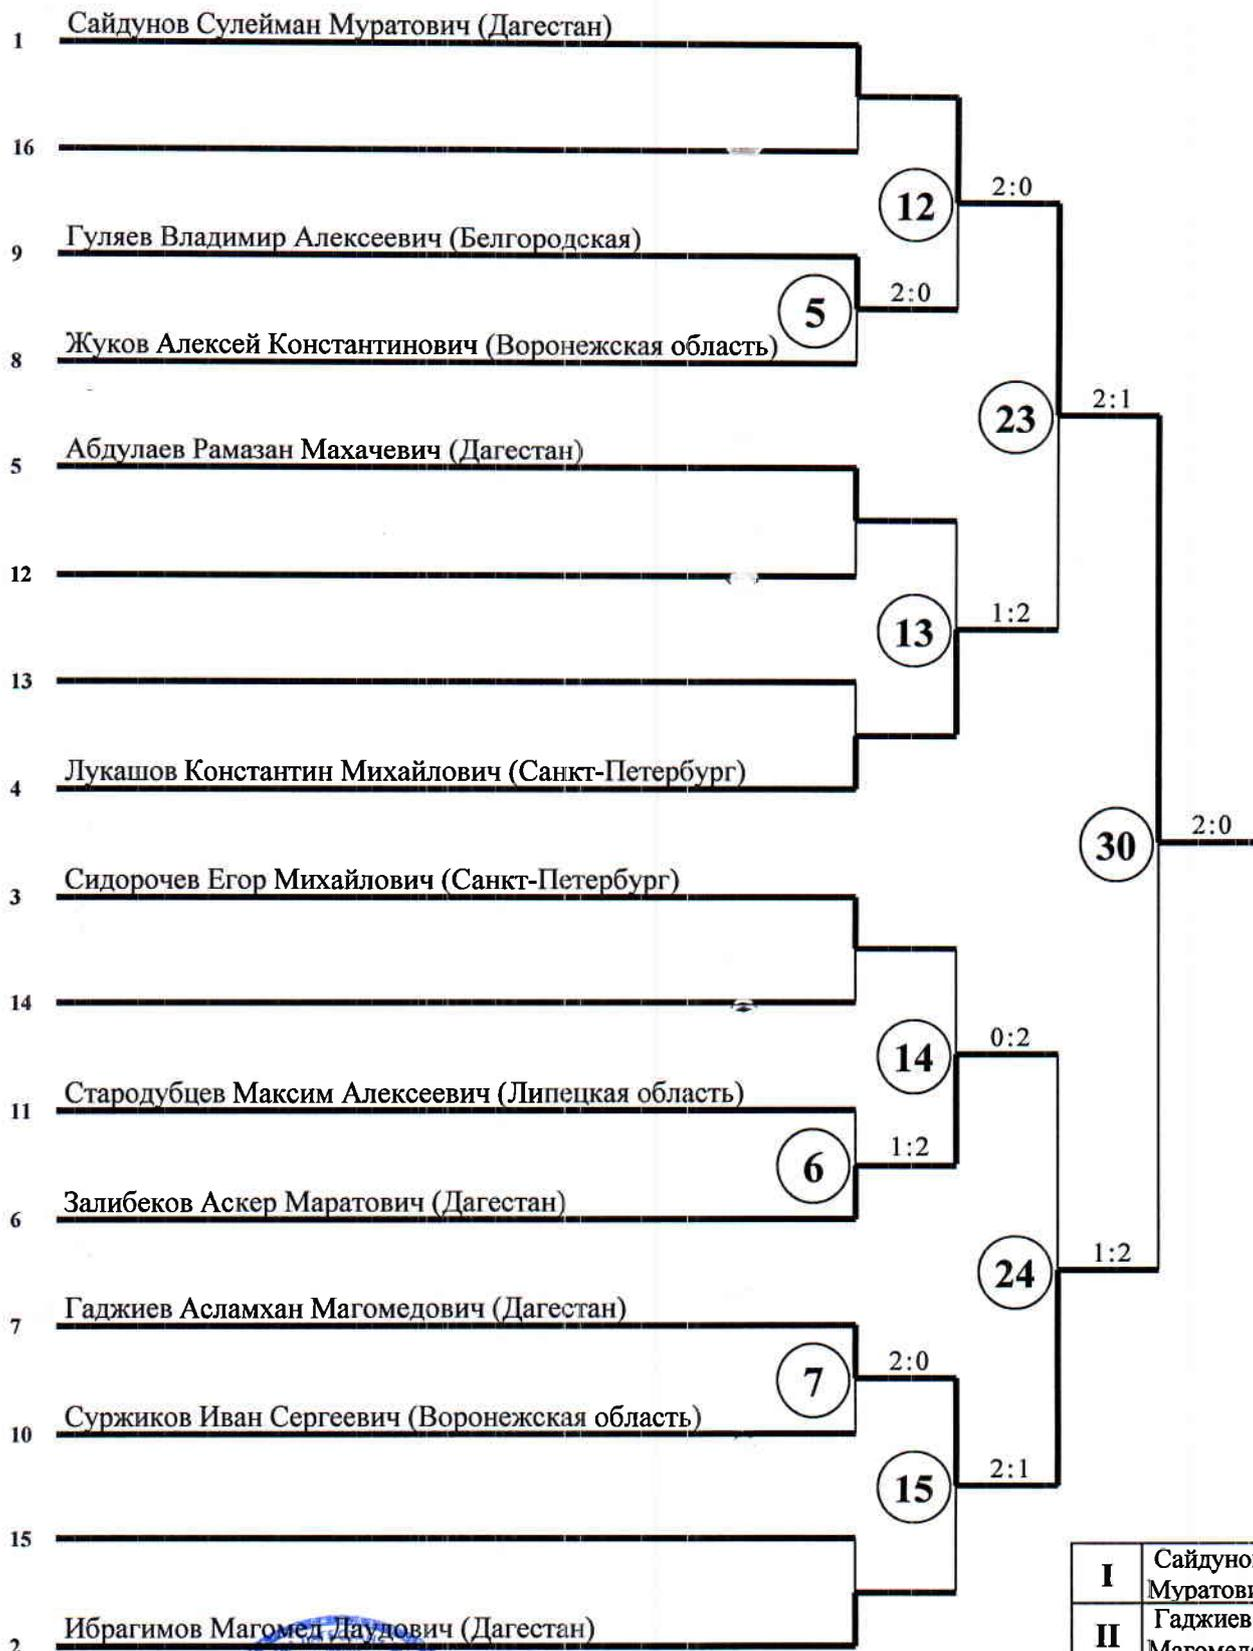 Сайдунов Сулейман Муратович (Дагестан)
1
16
12
2:0
Гуляев Владимир Алексеевич (Белгородская)
9
5
2:0
Жуков Алексей Константинович (Воронежская область)
8
23
2:1
Абдулаев Рамазан Махачевич (Дагестан)
5
12
13
1:2
13
Лукашов Константин Михайлович (Санкт-Петербург)
4
30
2:0
Сидорочев Егор Михайлович (Санкт-Петербург)
3
14
14
0:2
Стародубцев Максим Алексеевич (Липецкая область)
11
6
1:2
Залибеков Аскер Маратович (Дагестан)
6
24
1:2
Гаджиев Асламхан Магомедович (Дагестан)
7
7
2:0
Суржиков Иван Сергеевич (Воронежская область)
10
15
2:1
15
I
Ибрагимов Магомед Даудович (Дагестан)
2
II
Гаджиев